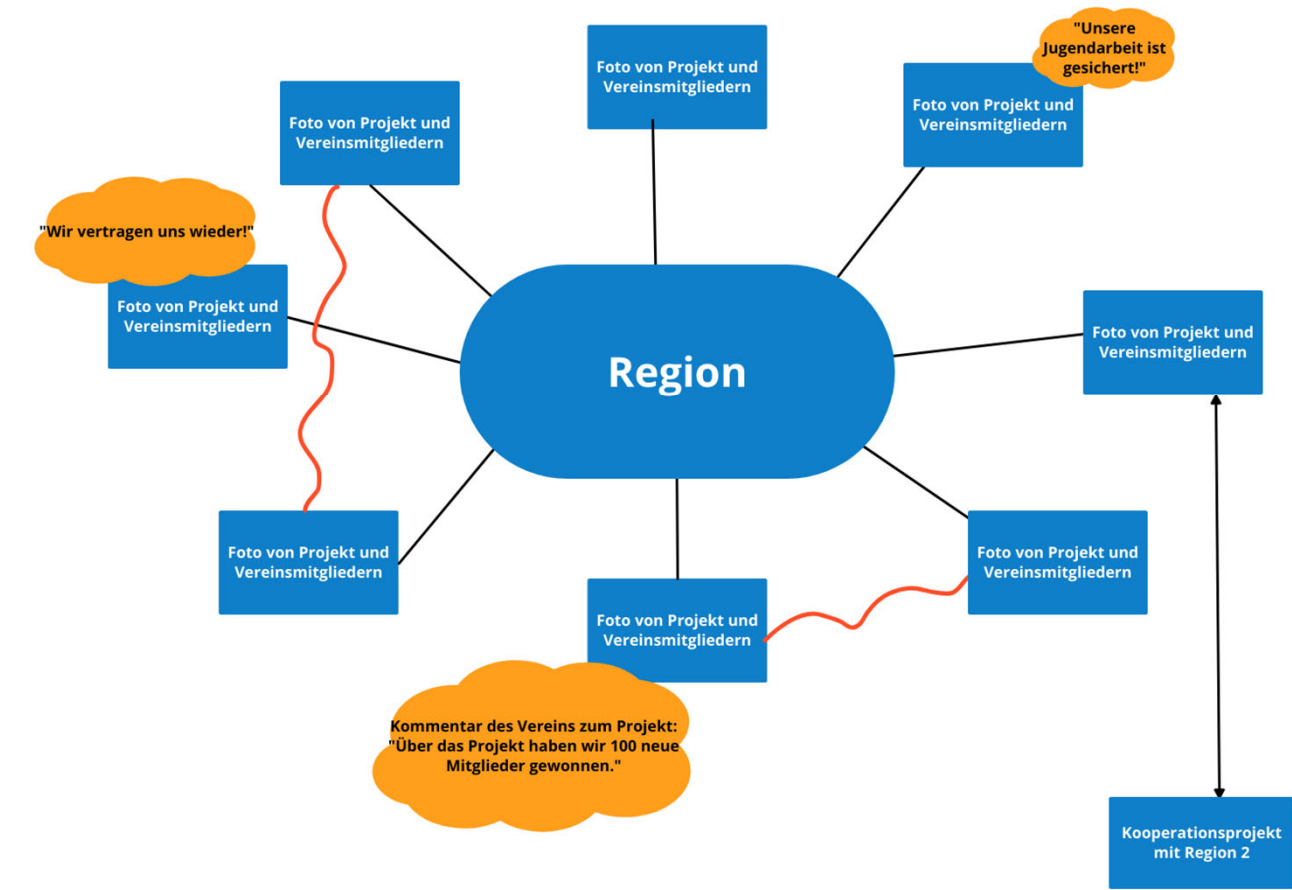 "Unsere
Jugendarbeit ist
gesichert!"
Foto von Projekt und
Vereinsmitgliedern
Foto von Projekt und
Vereinsmitgliedern
Foto von Projekt und
Vereinsmitgliedern
"Wir vertragen uns wieder!"
Foto von Projekt und
Vereinsmitgliedern
Foto von Projekt und
Vereinsmitgliedern
Region
Foto von Projekt und
Vereinsmitgliedern
Foto von Projekt und
Vereinsmitgliedern
Foto von Projekt und
Vereinsmitgliedern
Kommentar des Vereins zum Projekt:
"Über das Projekt haben wir 100 neue
Mitglieder gewonnen."
Kooperationsprojekt
mit Region 2